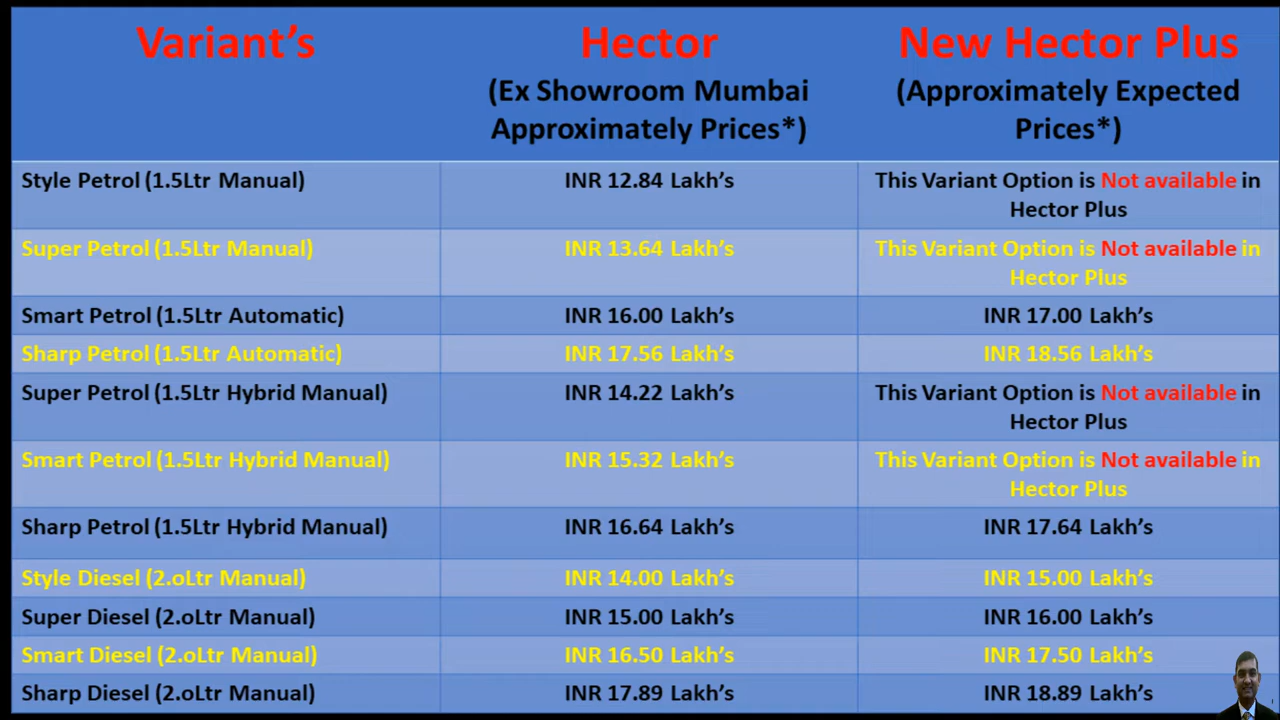 Variant's Hector New Hector Plus
(Ex Showroom Mumbai (Approximately Expected
Approximately Prices*) Prices*)
Style Petrol (1.5Ltr Manual) INR 12.84 Lakh's This Variant Option is Not available in
Hector Plus
Super Petrol (1.5Ltr Manual) INR 13.64 Lakh's This Variant Option is Not available in
Hector Plus
Smart Petrol (1.5Ltr Automatic) INR 16.00 Lakh's INR 17.00 Lakh's
Sharp Petrol (1.5Ltr Automatic) INR 17.56 Lakh's INR 18.56 Lakh's
Super Petrol (1.5Ltr Hybrid Manual) INR 14.22 Lakh's This Variant Option is Not available in
Hector Plus
Smart Petrol (1.5Ltr Hybrid Manual) INR 15.32 Lakh's This Variant Option is Not available in
Hector Plus
Sharp Petrol (1.5Ltr Hybrid Manual) INR 16.64 Lakh's INR 17.64 Lakh's
Style Diesel (2.oLtr Manual) INR 14.00 Lakh's INR 15.00 Lakh's
Super Diesel (2.oLtr Manual) INR 15.00 Lakh's INR 16.00 Lakh's
Smart Diesel (2.oLtr Manual) INR 16.50 Lakh's INR 17.50 Lakh's
Sharp Diesel (2.oLtr Manual) INR 17.89 Lakh's INR 18.89 Lakh's